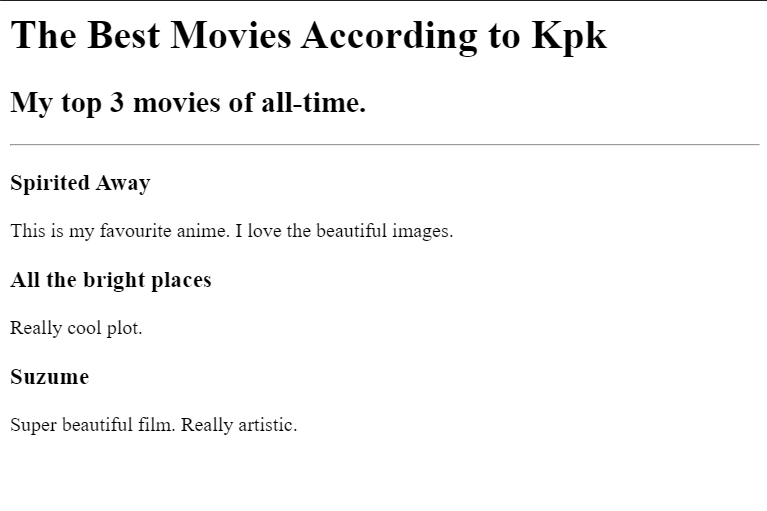 The Best Movies According to Kpk
My top 3 movies of all-time.
Spirited Away
This is my favourite anime. I love the beautiful images.
All the bright places
Really cool plot.
Suzume
Super beautiful film. Really artistic.